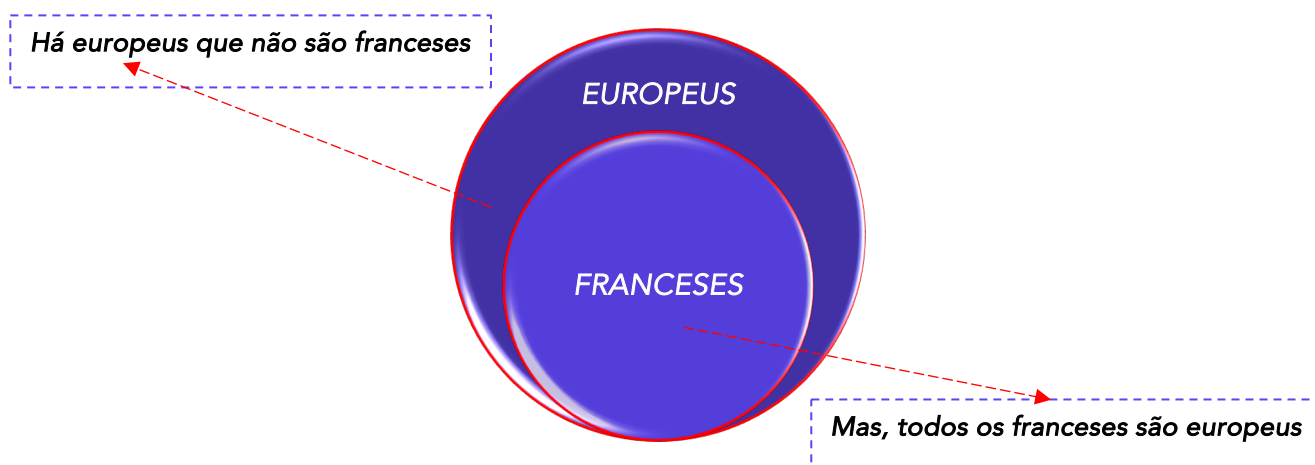 Há europeus que não são franceses
EUROPEUS
FRANCESES
Mas, todos os franceses são europeus